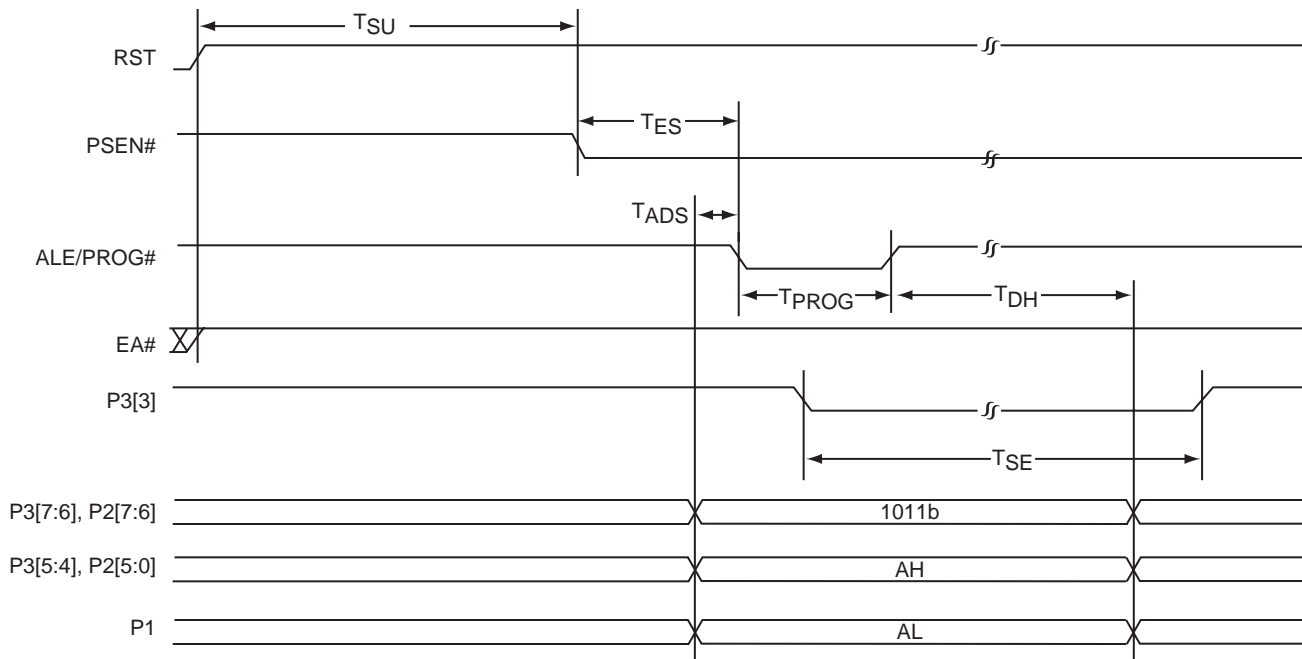 TSU
RST
TES
PSEN#
TADS
ALE/PROG#
TPROG
TDH
EA#
P3[3]
TSE
P3[7:6], P2[7:6]
1011b
P3[5:4], P2[5:0]
AH
P1
AL